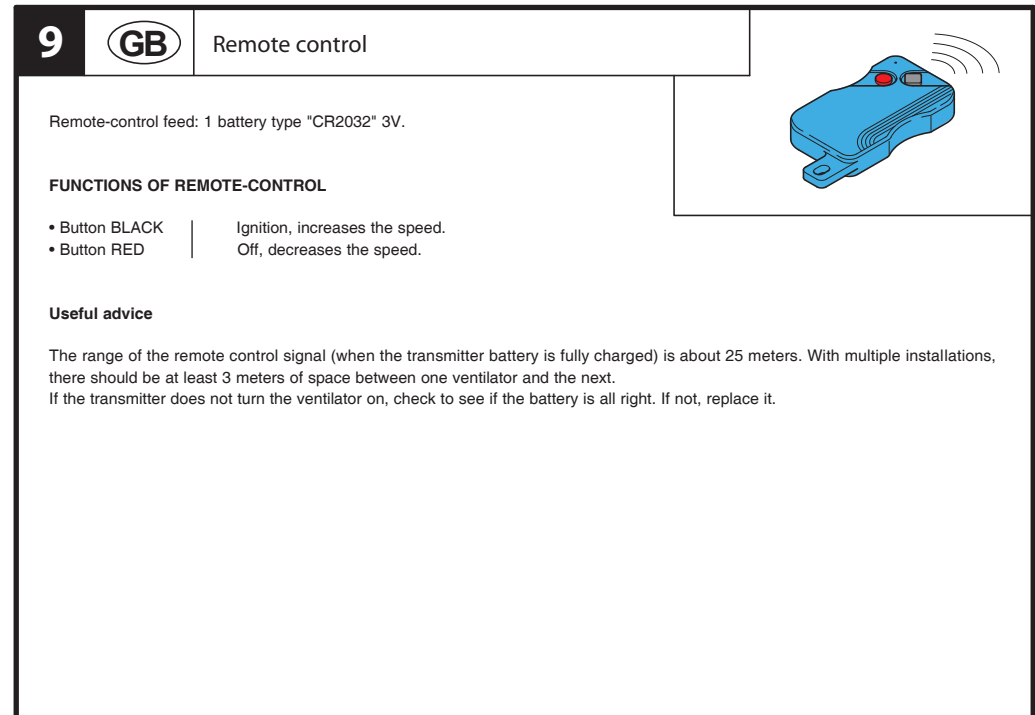 9 GB Remote control
Remote-control feed: 1 battery type "CR2032" 3V.
FUNCTIONS OF REMOTE-CONTROL
• Button BLACK Ignition, increases the speed.
• Button RED Off, decreases the speed.
Useful advice
The range of the remote control signal (when the transmitter battery is fully charged) is about 25 meters. With multiple installations,
there should be at least 3 meters of space between one ventilator and the next.
If the transmitter does not turn the ventilator on, check to see if the battery is all right. If not, replace it.